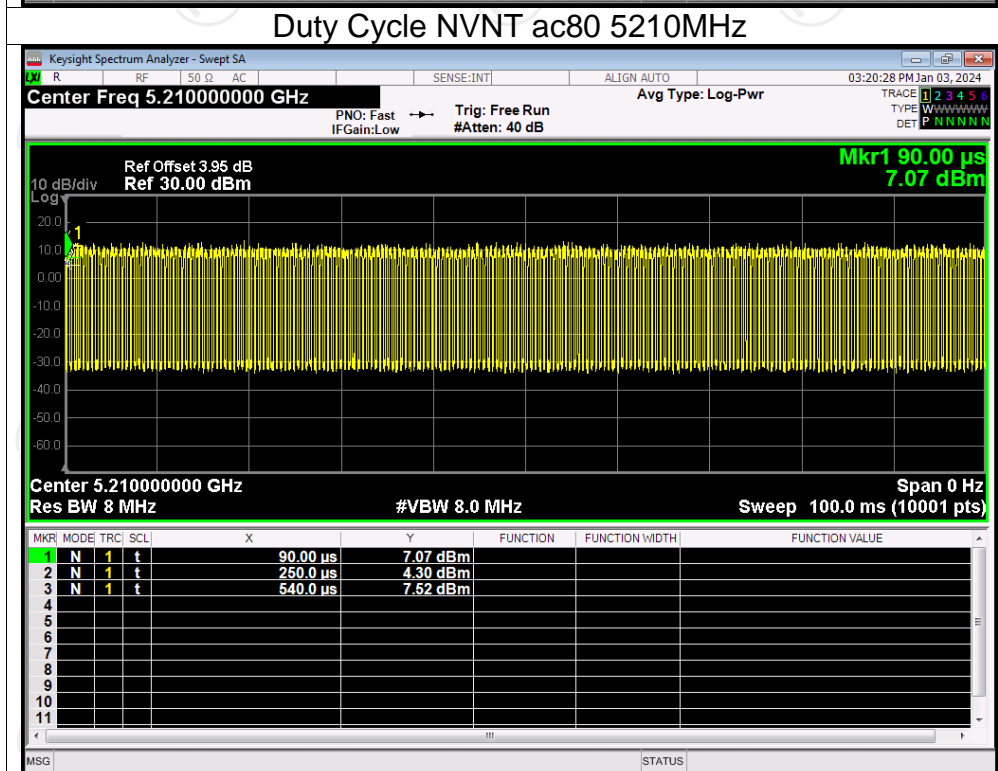 Duty Cycle NVNT ac80 5210MHz
Keysight Spectrum Analyzer - Swept SA
LXI R RF 50 Ω AC SENSE:INT ALIGN AUTO 03:20:28 PM Jan 03, 2024
Center Freq 5.210000000 GHz PNO: Fast Trig: Free Run Avg Type: Log-Pwr TRACE 1 2 3 4 5 6
TYPE WWWWWW
IFGain:Low #Atten: 40 dB DET P N N N N N
Mkr1 90.00 µs
7.07 dBm
Ref Offset 3.95 dB
10 dB/div Ref 30.00 dBm
Log
1
20.0
10.0
0.00
-10.0
-20.0
-30.0
-40.0
-50.0
-60.0
Center 5.210000000 GHz Span 0 Hz
Res BW 8 MHz #VBW 8.0 MHz Sweep 100.0 ms (10001 pts)
MKR MODE TRC SCL X Y FUNCTION FUNCTION WIDTH FUNCTION VALUE
1 N 1 t 90.00 µs 7.07 dBm
2 N 1 t 250.0 µs 4.30 dBm
3 N 1 t 540.0 µs 7.52 dBm
4
5
6
7
8
9
10
11
MSG STATUS